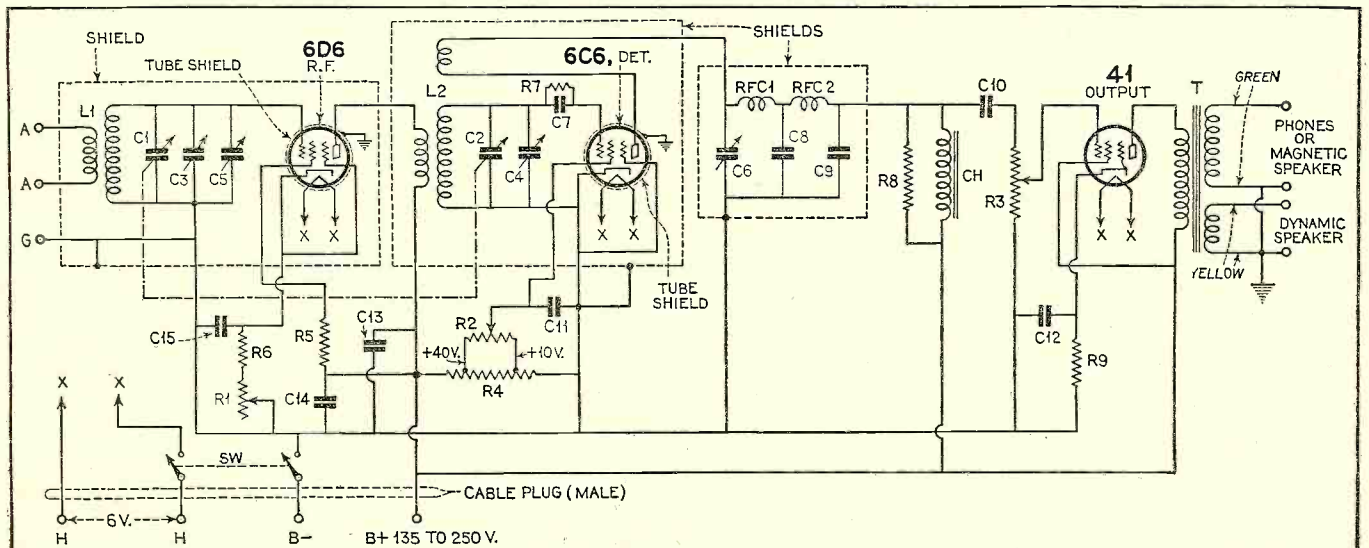 SHIELD
TUBE SHIELD
6D6
R.F.
6C6, DET.
SHIELDS
41
OUTPUT
T
GREEN
A
A
G
L1
C1
C3
C5
L2
C2
C4
R7
C7
RFC1
RFC 2
C6
C8
C9
R8
CH
C10
R3
PHONES
OR
MAGNETIC
SPEAKER
DYNAMIC
SPEAKER
YELLOW
X X
X X
X X
TUBE
SHIELD
C15
R6
R1
R5
C14
C13
R2
+40V.
+10V.
R4
C11
C12
R9
X X
SW
CABLE PLUG (MALE)
6V.
H H B- B+ 135 TO 250 V.